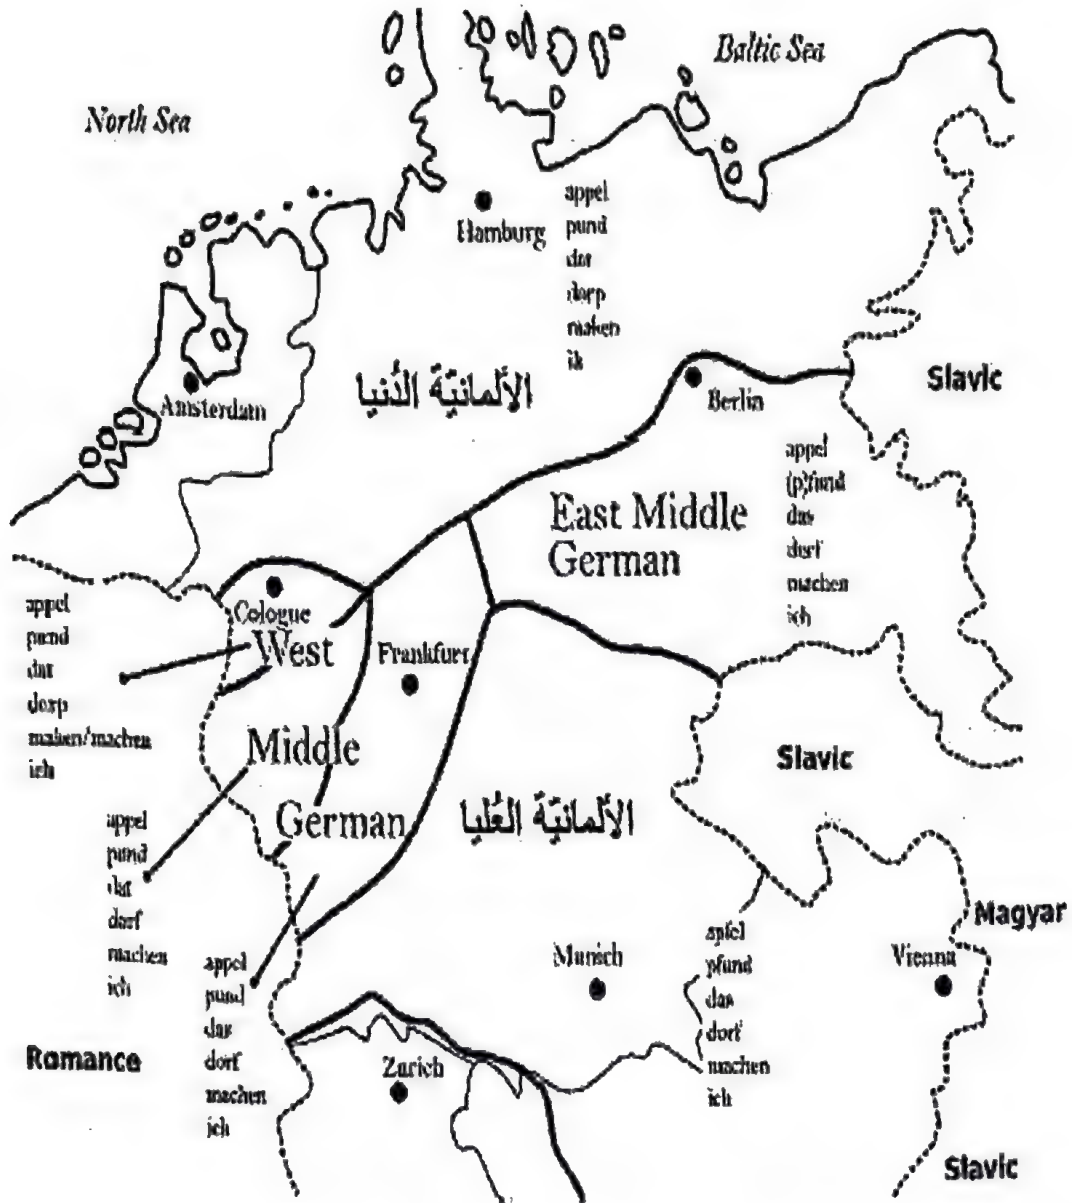 Baltic Sea
North Sea
Hamburg
appel
pund
dat
dorp
maken
ik
الألمانيّة الدُنيا
Slavic
Amsterdam
Berlin
appel
(p)fund
das
dorf
machen
ich
East Middle
German
Cologue
West
Middle
German
Frankfurt
appel
pund
dat
dorp
maken/machen
ich
Slavic
الألمانيّة العُليا
appel
pund
dat
dorf
machen
ich
Magyar
appel
pund
das
dorf
machen
ich
Munich
apfel
pfund
das
dorf
machen
ich
Vienna
Romance
Zurich
Slavic